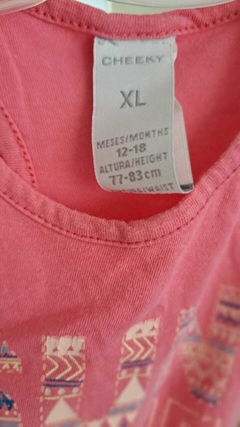 CHEEKY
XL
MESES/MONTHS
12-18
ALTURA/HEIGHT
77-83cm